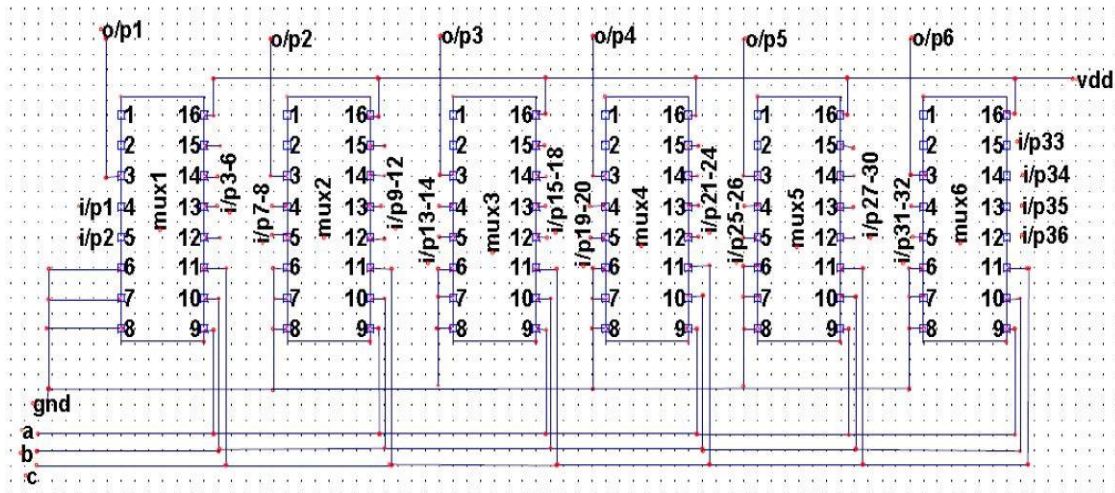 o/p1 o/p2 o/p3 o/p4 o/p5 o/p6
vdd
1 16 1 16 1 16 1 16 1 16 1 16
2 15 2 15 2 15 2 15 2 15 2 15 i/p33
3 14 3 14 3 14 3 14 3 14 3 14 i/p34
i/p1 4 13 4 13 4 13 4 13 4 13 4 13 i/p35
i/p2 5 12 5 12 5 12 5 12 5 12 5 12 i/p36
6 11 6 11 6 11 6 11 6 11 6 11
7 10 7 10 7 10 7 10 7 10 7 10
8 9 8 9 8 9 8 9 8 9 8 9
mux1
i/p3-6
i/p7-8
mux2
i/p9-12
i/p13-14
mux3
i/p15-18
i/p19-20
mux4
i/p21-24
i/p25-26
mux5
i/p27-30
i/p31-32
mux6
gnd
a
b
c